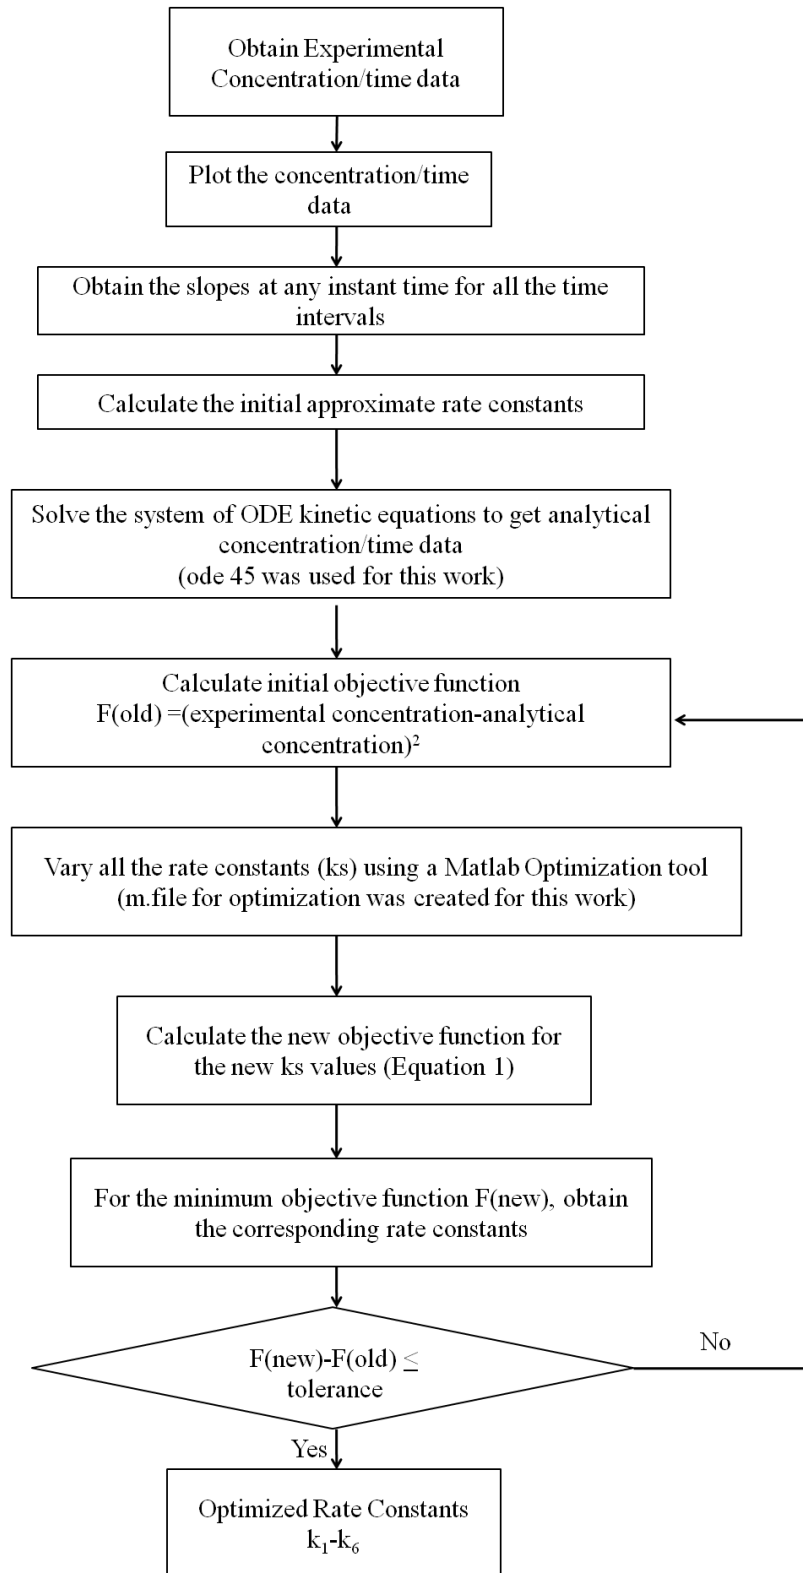 Obtain Experimental
Concentration/time data
Plot the concentration/time
data
Obtain the slopes at any instant time for all the time
intervals
Calculate the initial approximate rate constants
Solve the system of ODE kinetic equations to get analytical
concentration/time data
(ode 45 was used for this work)
Calculate initial objective function
F(old) =(experimental concentration-analytical
concentration)²
Vary all the rate constants (ks) using a Matlab Optimization tool
(m.file for optimization was created for this work)
Calculate the new objective function for
the new ks values (Equation 1)
For the minimum objective function F(new), obtain
the corresponding rate constants
F(new)-F(old) ≤
tolerance
No
Yes
Optimized Rate Constants
k₁-k₆